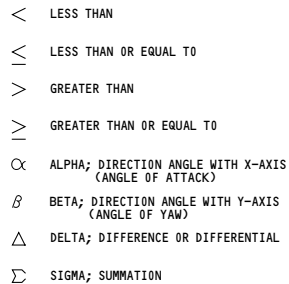 < LESS THAN
≤ LESS THAN OR EQUAL TO
> GREATER THAN
≥ GREATER THAN OR EQUAL TO
α ALPHA; DIRECTION ANGLE WITH X-AXIS
(ANGLE OF ATTACK)
β BETA; DIRECTION ANGLE WITH Y-AXIS
(ANGLE OF YAW)
Δ DELTA; DIFFERENCE OR DIFFERENTIAL
Σ SIGMA; SUMMATION